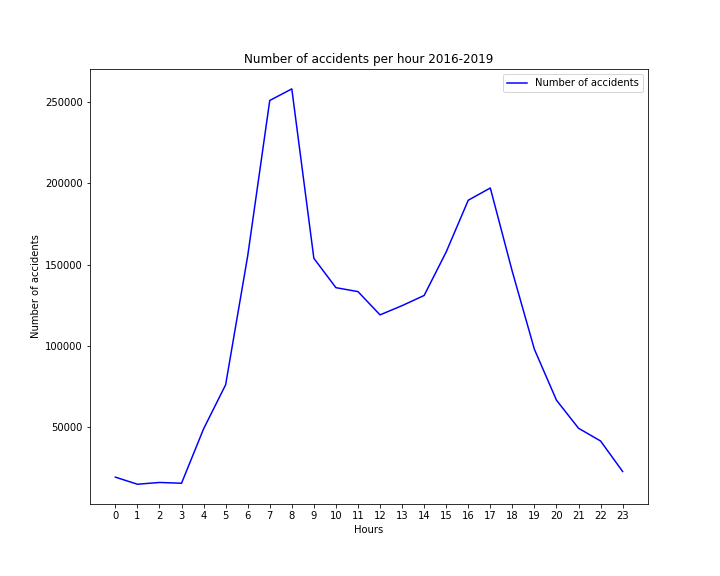 Number of accidents per hour 2016-2019
Number of accidents
250000
200000
150000
100000
50000
Number of accidents
0 1 2 3 4 5 6 7 8 9 10 11 12 13 14 15 16 17 18 19 20 21 22 23
Hours